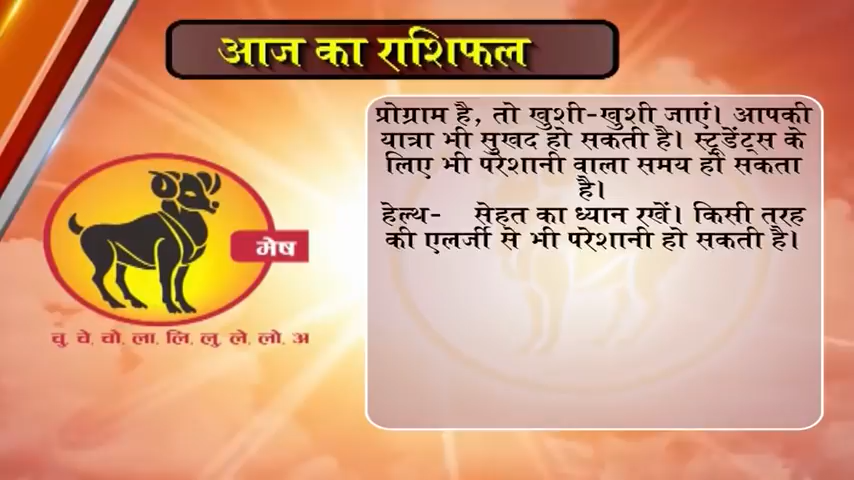 आज का राशिफल
प्रोग्राम है, तो खुशी-खुशी जाएं। आपकी
यात्रा भी सुखद हो सकती है। स्टूडेंट्स के
लिए भी परेशानी वाला समय हो सकता
है।
हेल्थ- सेहत का ध्यान रखें। किसी तरह
की एलर्जी से भी परेशानी हो सकती है।
मेष
चु, चे, चो, ला, लि, लु, ले, लो, अ